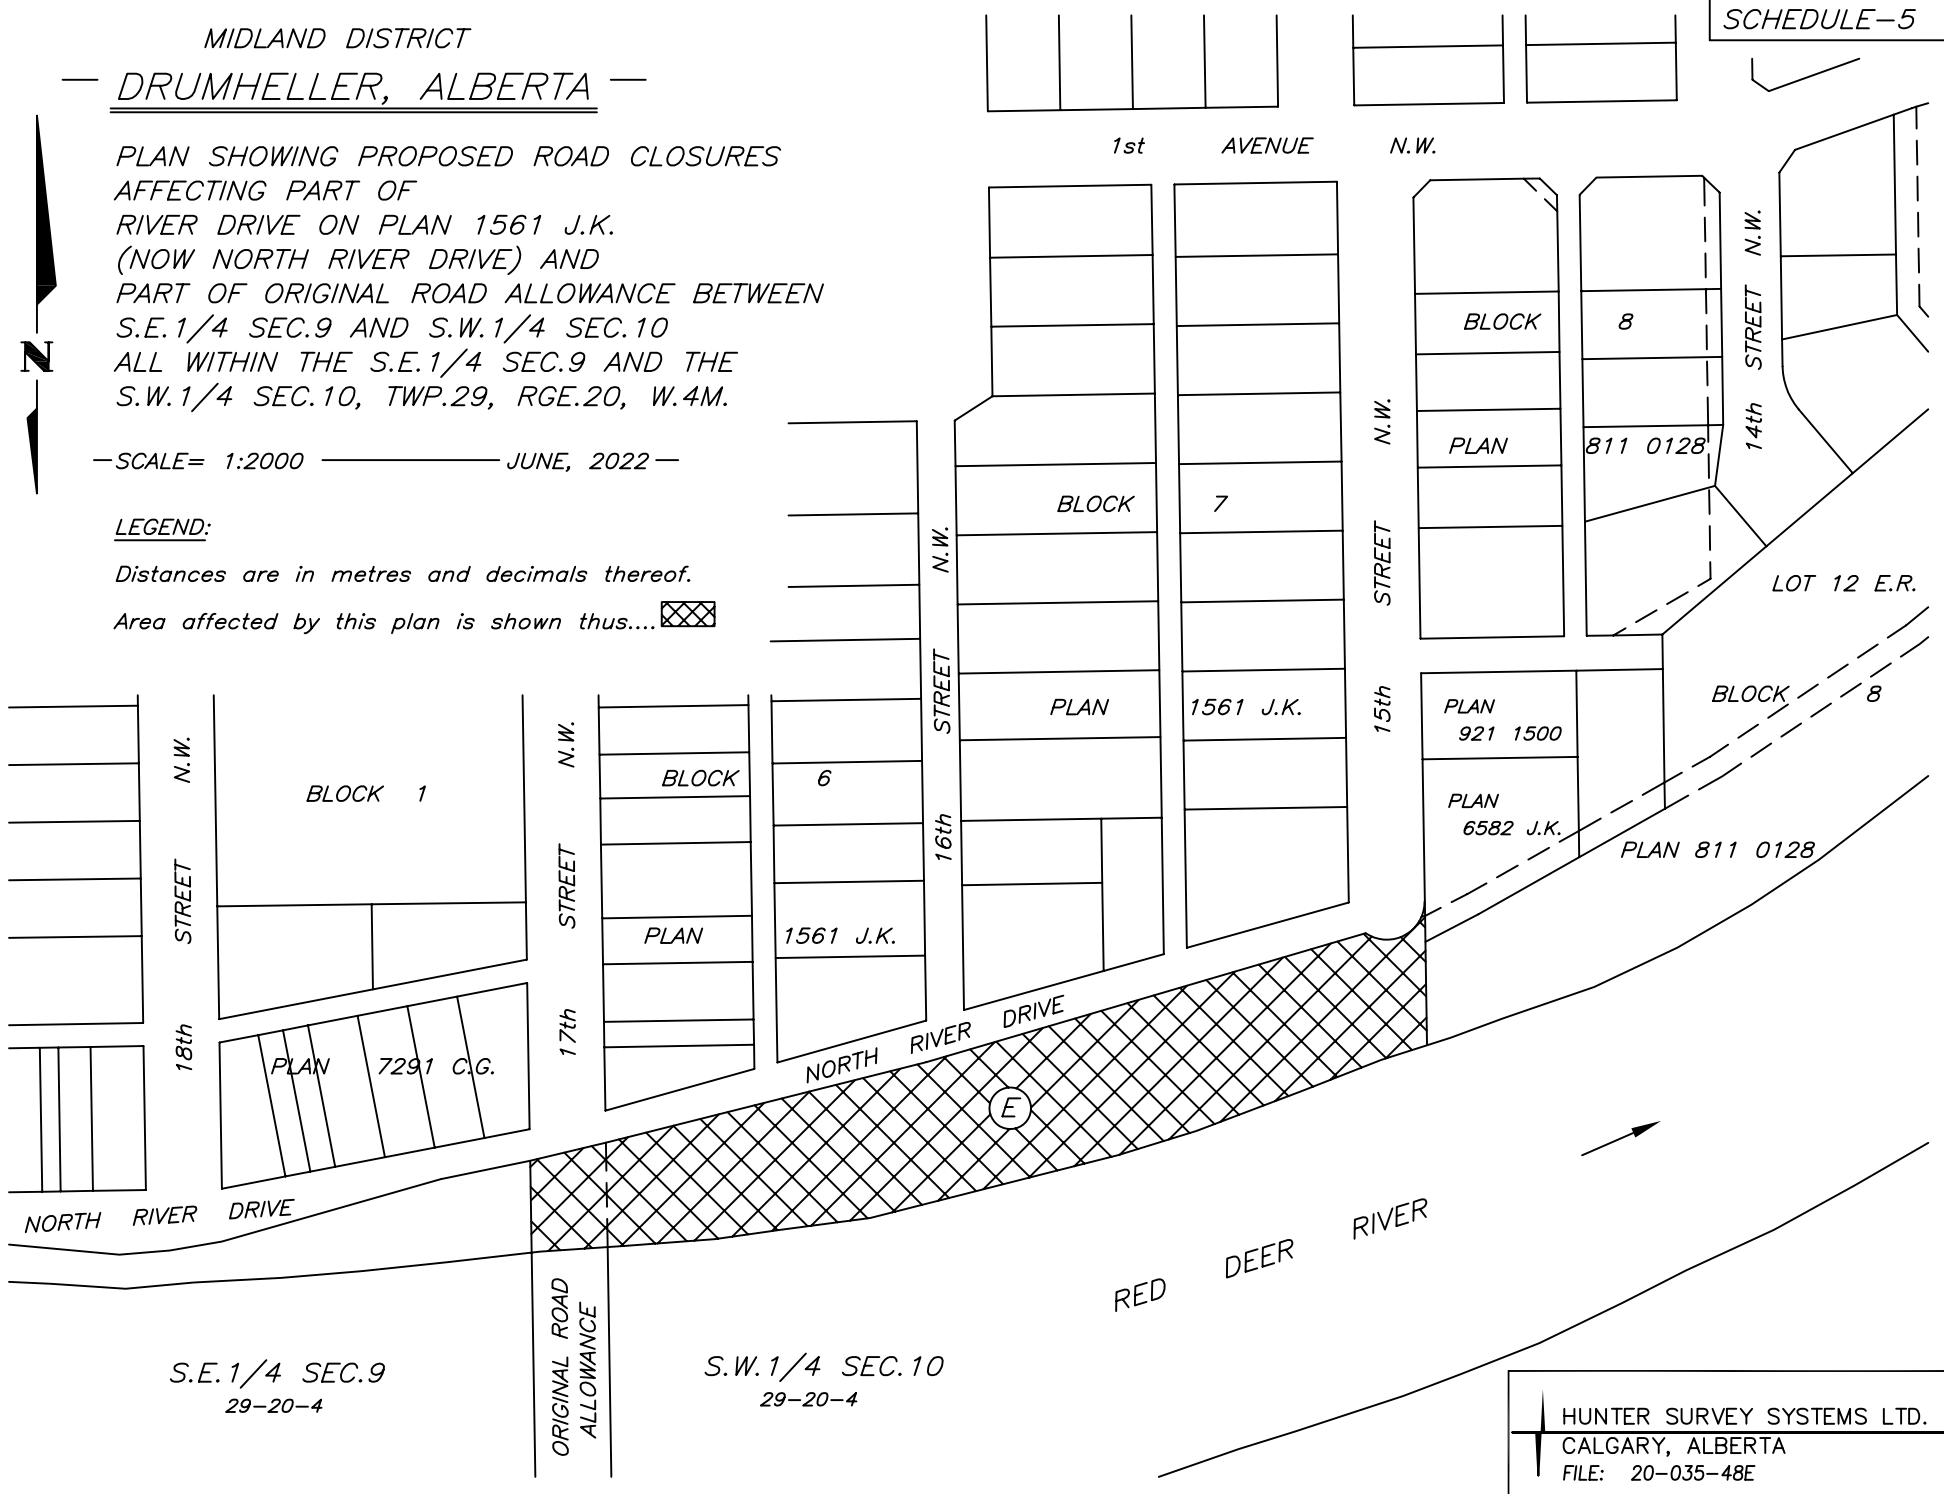 SCHEDULE-5
MIDLAND DISTRICT
DRUMHELLER, ALBERTA
PLAN SHOWING PROPOSED ROAD CLOSURES
AFFECTING PART OF
RIVER DRIVE ON PLAN 1561 J.K.
(NOW NORTH RIVER DRIVE) AND
PART OF ORIGINAL ROAD ALLOWANCE BETWEEN
S.E.1/4 SEC.9 AND S.W.1/4 SEC.10
ALL WITHIN THE S.E.1/4 SEC.9 AND THE
S.W.1/4 SEC.10, TWP.29, RGE.20, W.4M.
SCALE= 1:2000 JUNE, 2022
LEGEND:
Distances are in metres and decimals thereof.
Area affected by this plan is shown thus....
N
1st AVENUE N.W.
BLOCK 8
PLAN 811 0128
14th STREET N.W.
BLOCK 7
PLAN 1561 J.K.
15th STREET N.W.
16th STREET N.W.
LOT 12 E.R.
BLOCK 8
PLAN 811 0128
PLAN
921 1500
PLAN
6582 J.K.
BLOCK 6
PLAN 1561 J.K.
17th STREET N.W.
BLOCK 1
18th STREET N.W.
PLAN 7291 C.G.
NORTH RIVER DRIVE
NORTH RIVER DRIVE
E
RED DEER RIVER
ORIGINAL ROAD
ALLOWANCE
S.E.1/4 SEC.9
29-20-4
S.W.1/4 SEC.10
29-20-4
HUNTER SURVEY SYSTEMS LTD.
CALGARY, ALBERTA
FILE: 20-035-48E